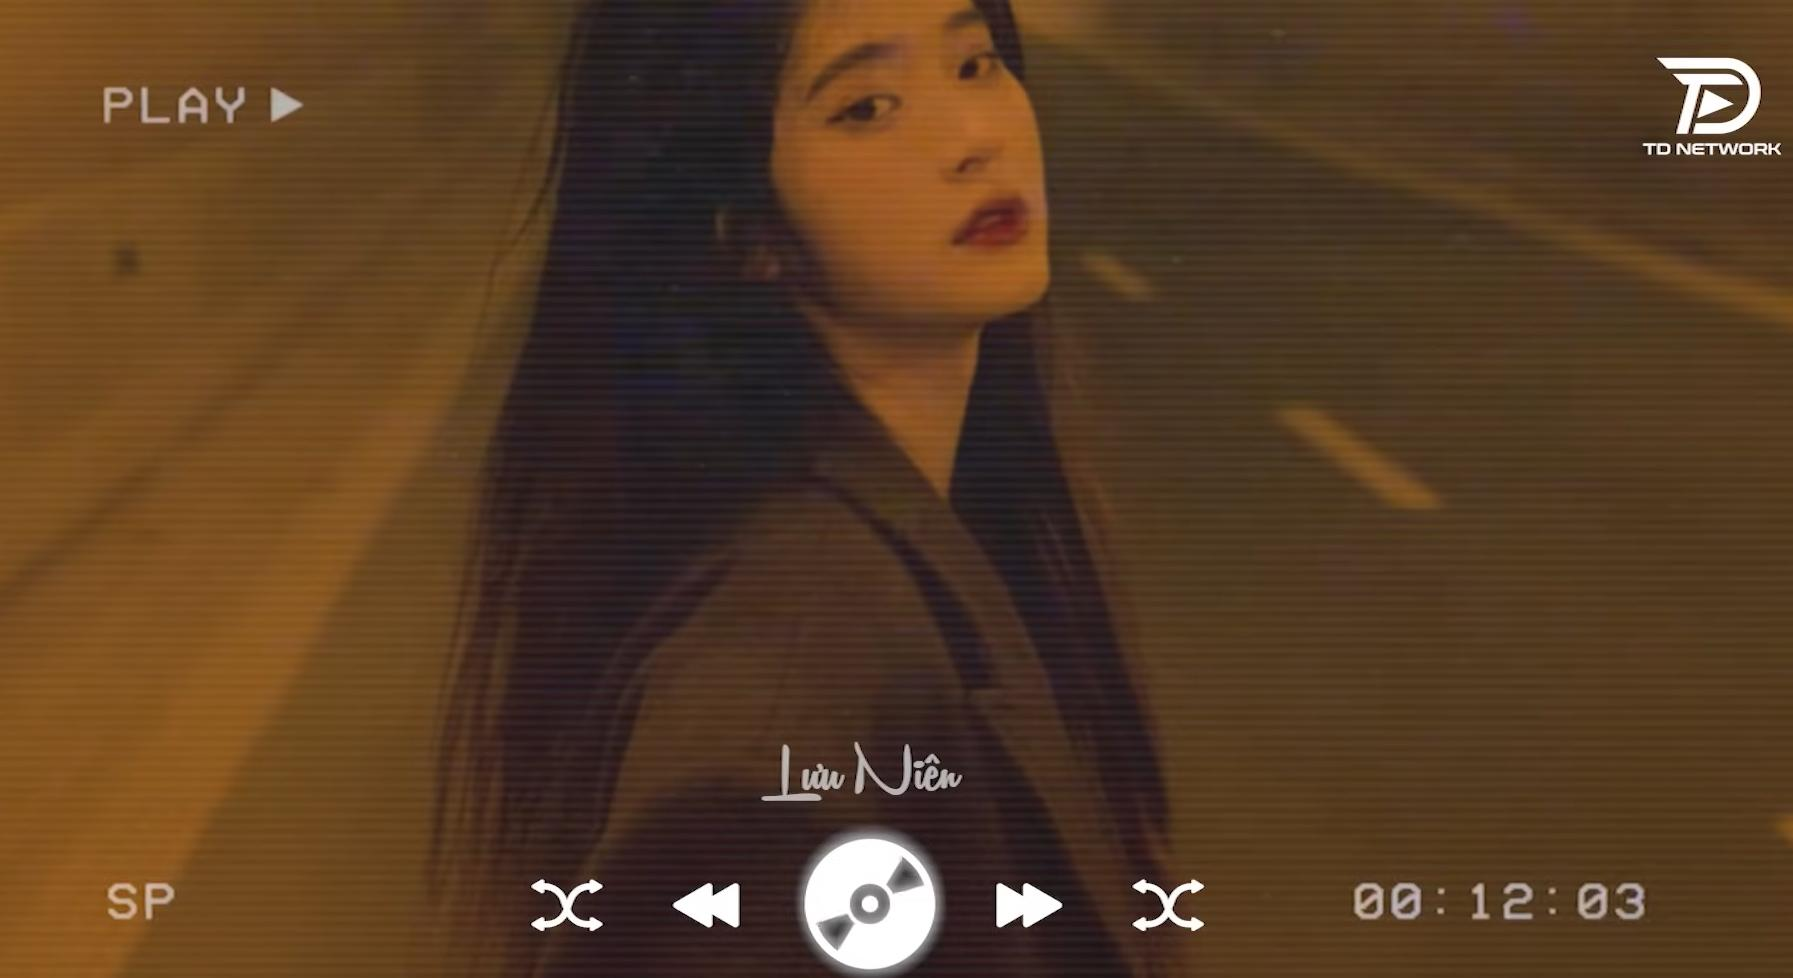 PLAY
TD NETWORK
Lưu Niên
SP
00:12:03